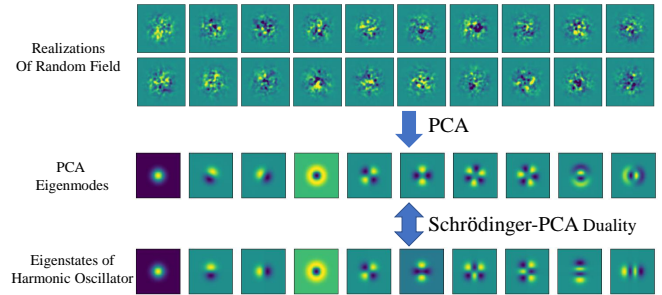 Realizations
Of Random Field
PCA
PCA
Eigenmodes
Schrödinger-PCA Duality
Eigenstates of
Harmonic Oscillator